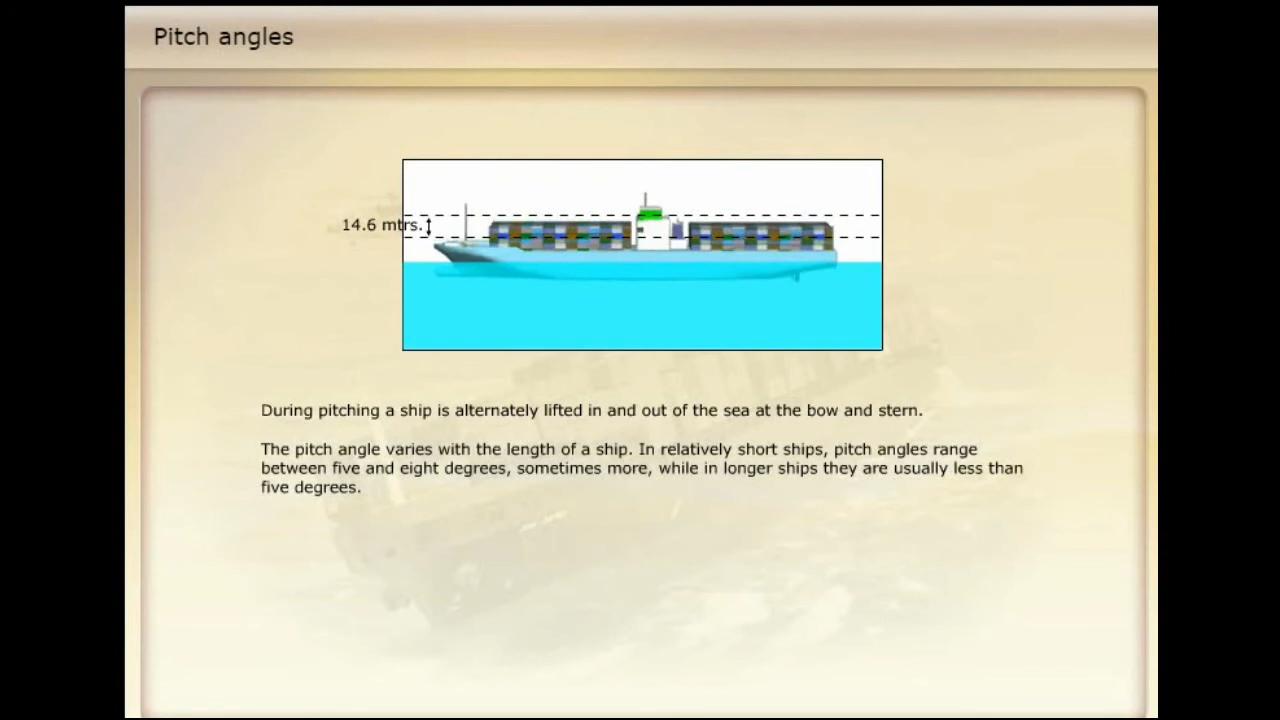 Pitch angles
14.6 mtrs.
During pitching a ship is alternately lifted in and out of the sea at the bow and stern.
The pitch angle varies with the length of a ship. In relatively short ships, pitch angles range
between five and eight degrees, sometimes more, while in longer ships they are usually less than
five degrees.